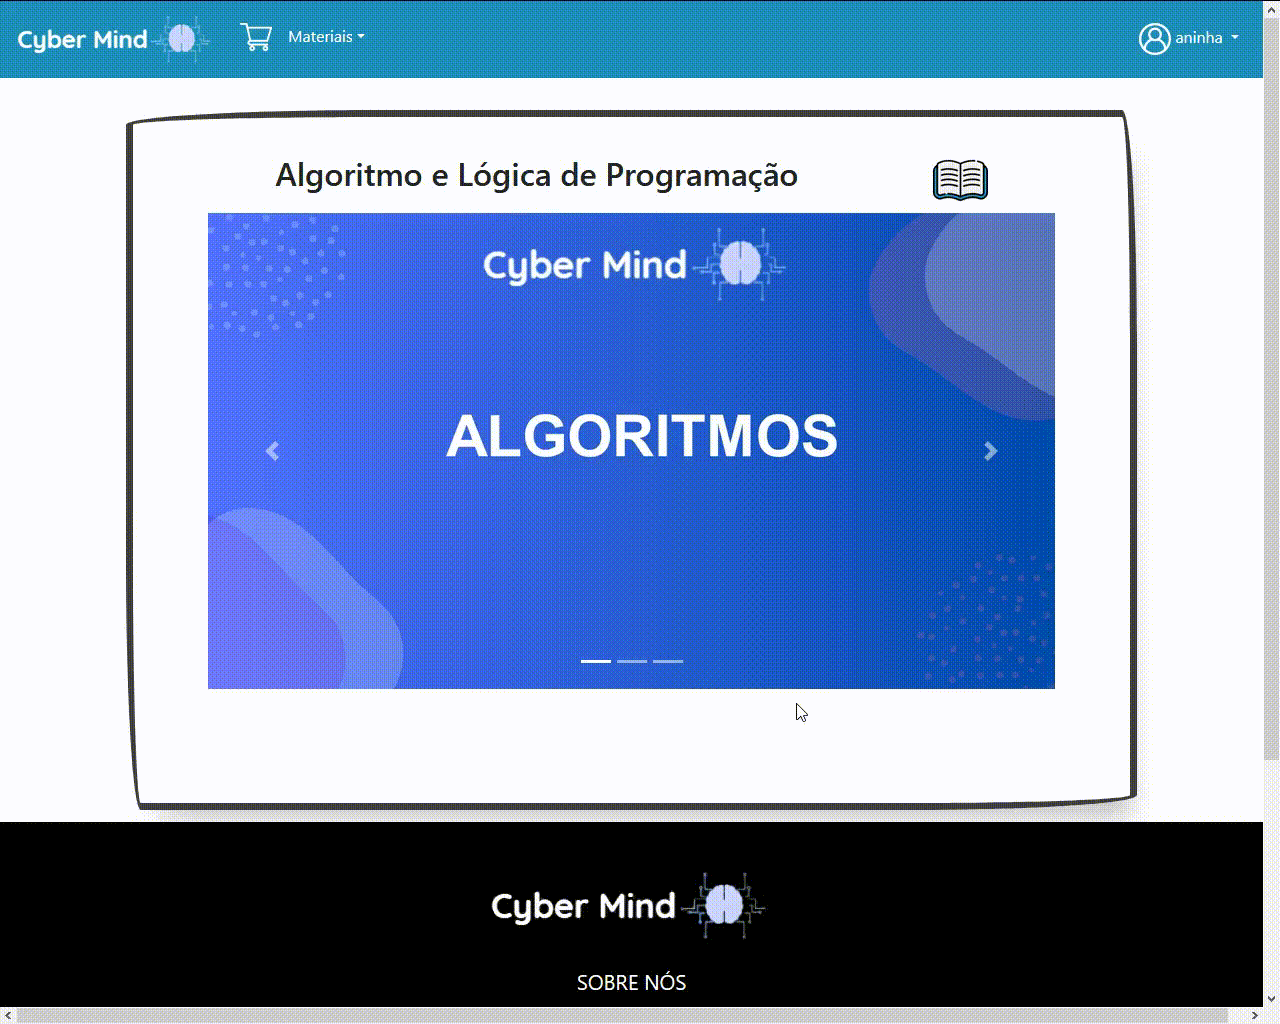 Cyber Mind
Materiais
aninha
Algoritmo e Lógica de Programação
Cyber Mind
ALGORITMOS
Cyber Mind
SOBRE NÓS